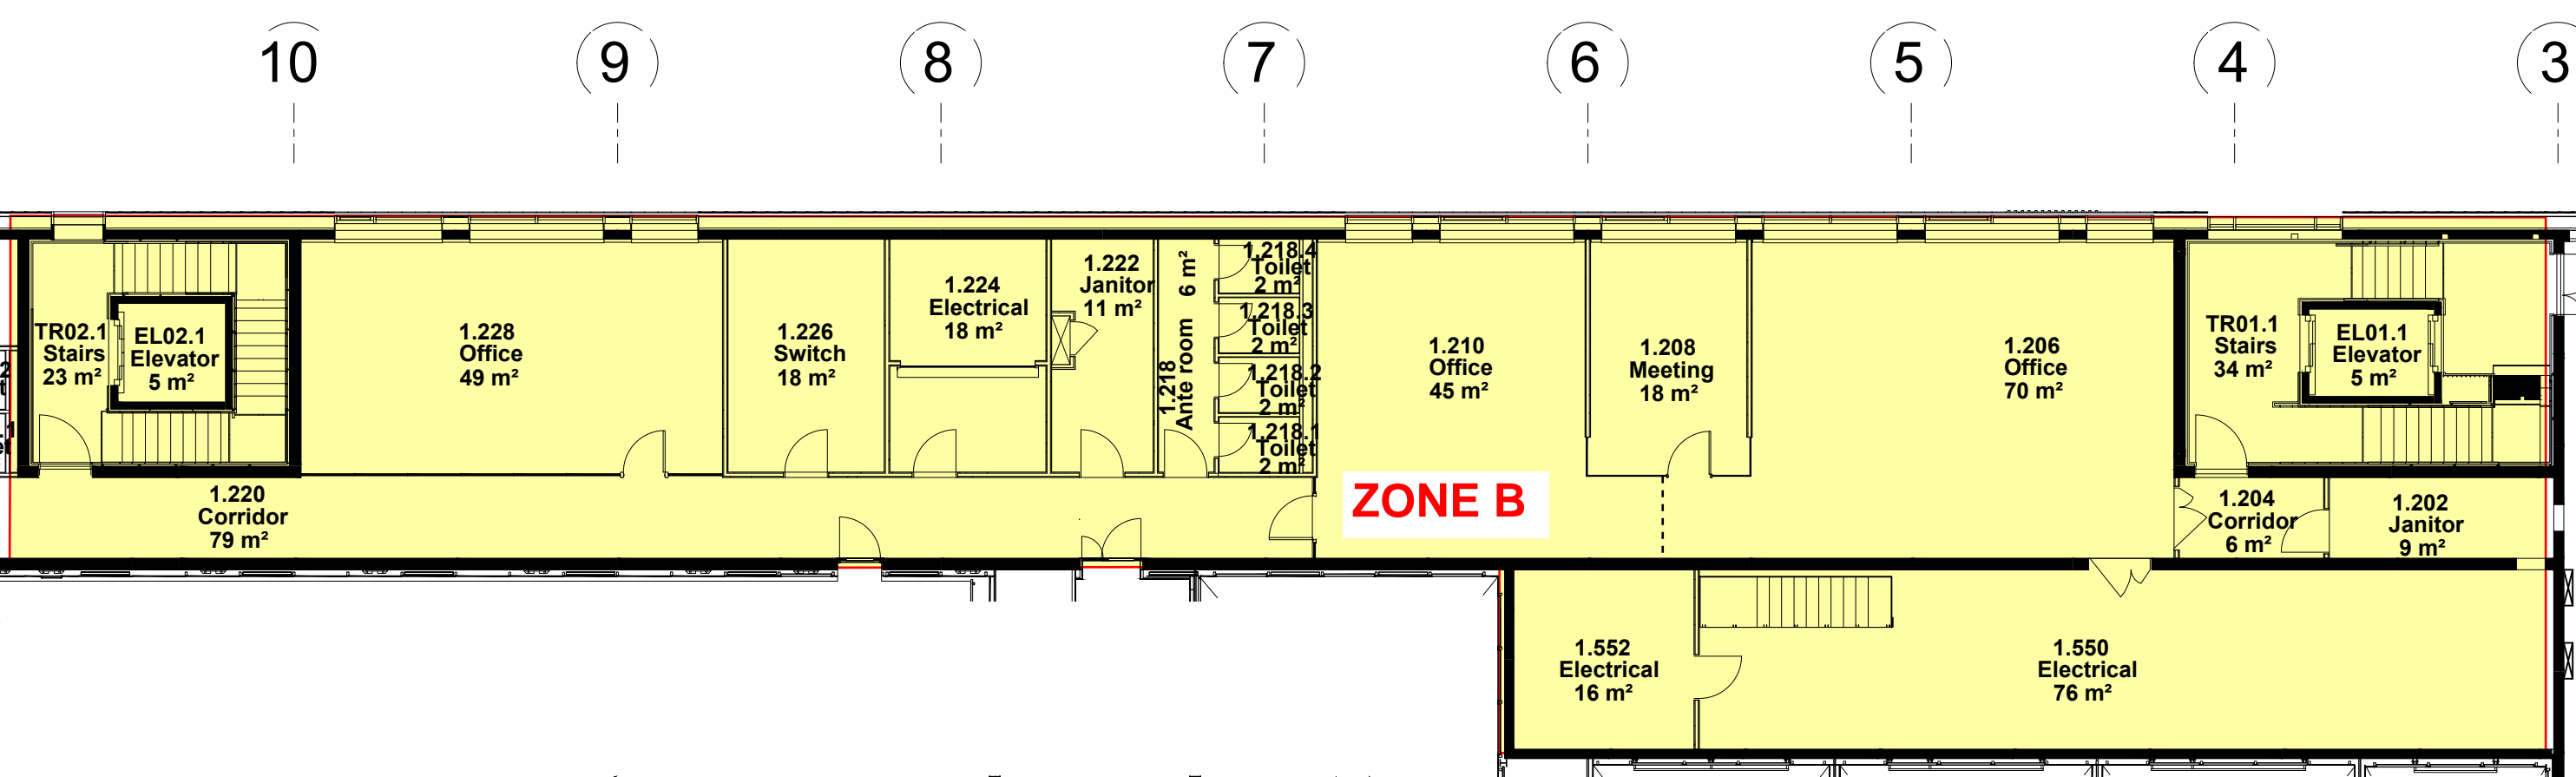 10
9
8
7
6
5
4
3
TR02.1
Stairs
23 m²
EL02.1
Elevator
5 m²
1.228
Office
49 m²
1.226
Switch
18 m²
1.224
Electrical
18 m²
1.222
Janitor
11 m²
1.218
Ante room 6 m²
1.218.4
Toilet
2 m²
1.218.3
Toilet
2 m²
1.218.2
Toilet
2 m²
1.218.1
Toilet
2 m²
1.210
Office
45 m²
1.208
Meeting
18 m²
1.206
Office
70 m²
TR01.1
Stairs
34 m²
EL01.1
Elevator
5 m²
1.220
Corridor
79 m²
ZONE B
1.204
Corridor
6 m²
1.202
Janitor
9 m²
1.552
Electrical
16 m²
1.550
Electrical
76 m²